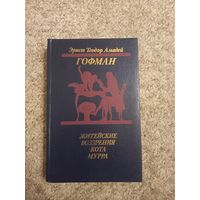 Эрнст Теодор Амадей
ГОФМАН
ЖИТЕЙСКИЕ
ВОЗЗРЕНИЯ
КОТА
МУРРА